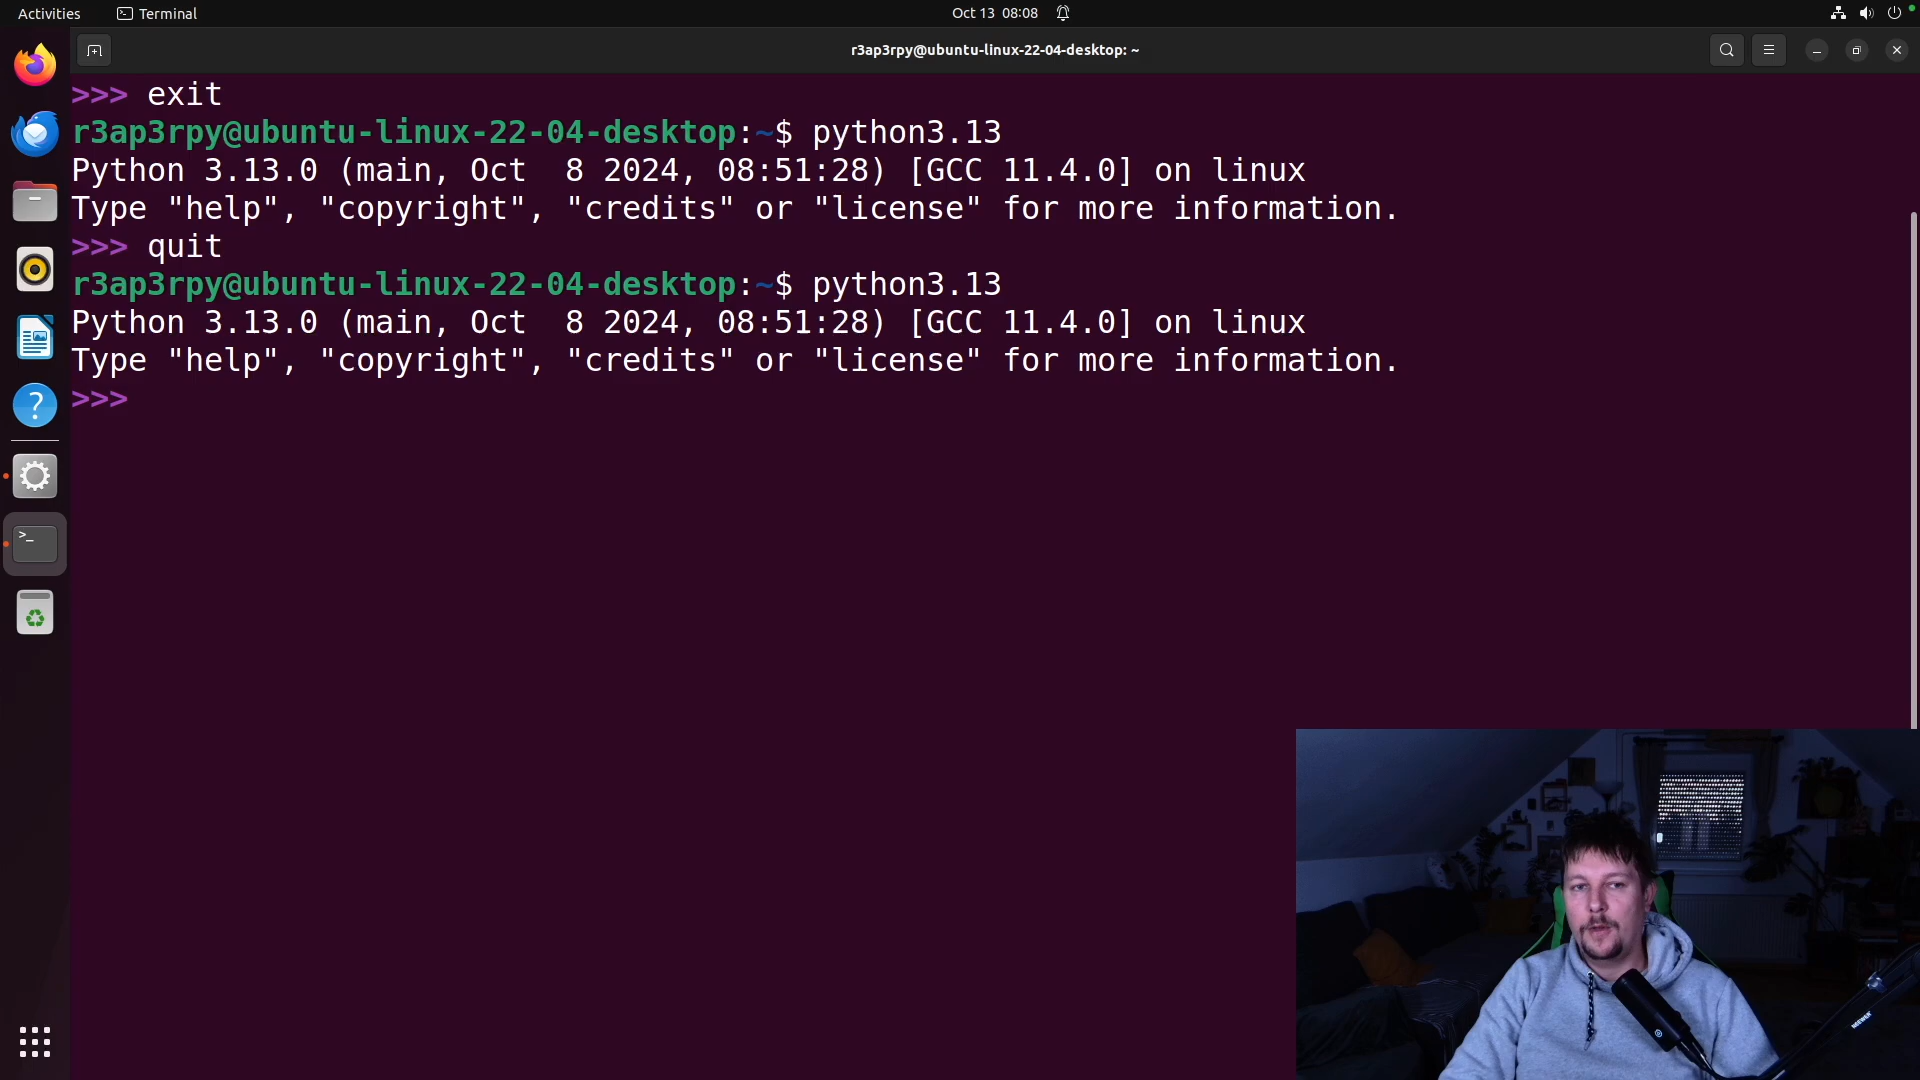 Activities
Terminal
Oct 13 08:08
r3ap3rpy@ubuntu-linux-22-04-desktop: ~
>>> exit
r3ap3rpy@ubuntu-linux-22-04-desktop:~$ python3.13
Python 3.13.0 (main, Oct  8 2024, 08:51:28) [GCC 11.4.0] on linux
Type "help", "copyright", "credits" or "license" for more information.
>>> quit
r3ap3rpy@ubuntu-linux-22-04-desktop:~$ python3.13
Python 3.13.0 (main, Oct  8 2024, 08:51:28) [GCC 11.4.0] on linux
Type "help", "copyright", "credits" or "license" for more information.
>>>
NEEWER